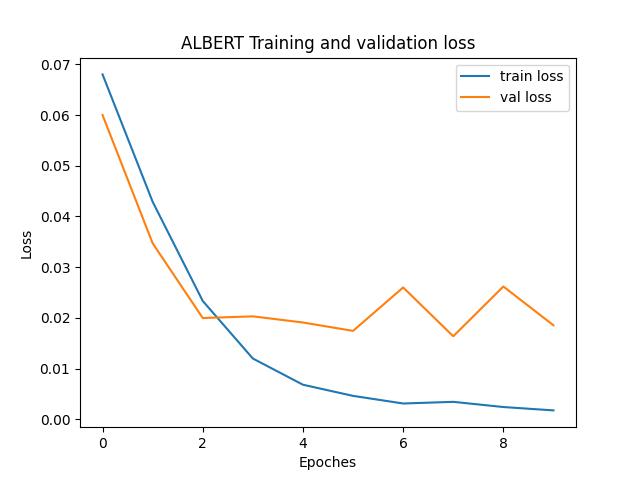 ALBERT Training and validation loss
train loss
val loss
0.07
0.06
0.05
0.04
0.03
0.02
0.01
0.00
Loss
0 2 4 6 8
Epoches